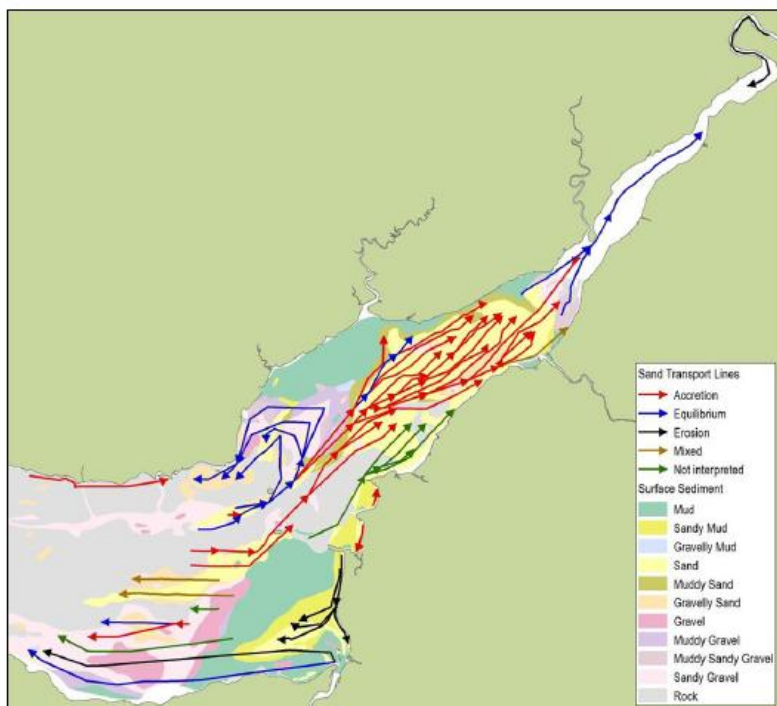 Sand Transport Lines
Accretion
Equilibrium
Erosion
Mixed
Not interpreted
Surface Sediment
Mud
Sandy Mud
Gravelly Mud
Sand
Muddy Sand
Gravelly Sand
Gravel
Muddy Gravel
Muddy Sandy Gravel
Sandy Gravel
Rock